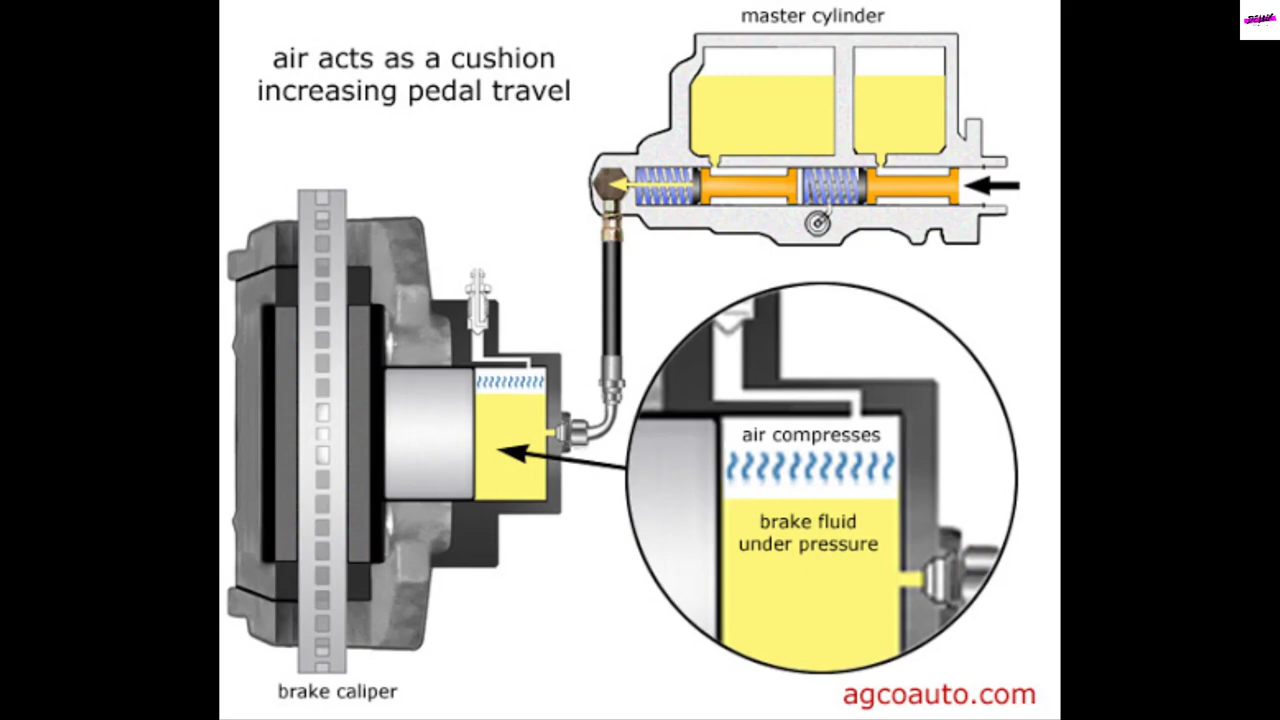 master cylinder
air acts as a cushion
increasing pedal travel
air compresses
brake fluid
under pressure
brake caliper
agcoauto.com